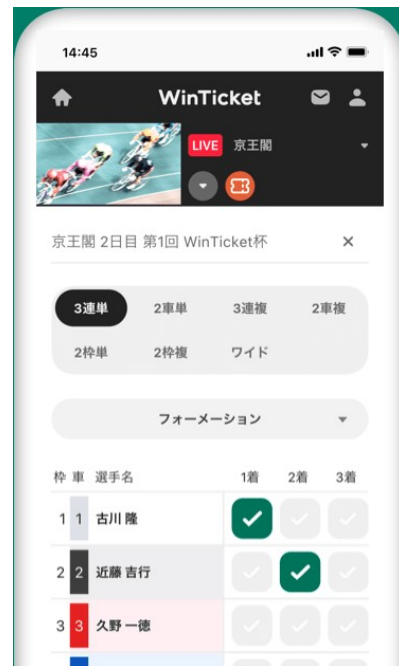 14:45
WinTicket
LIVE 京王閣
京王閣 2日目 第1回 WinTicket杯 ×
3連単 2車単 3連複 2車複
2枠単 2枠複 ワイド
フォーメーション
枠 車 選手名 1着 2着 3着
1 1 古川 隆
2 2 近藤 吉行
3 3 久野 一徳